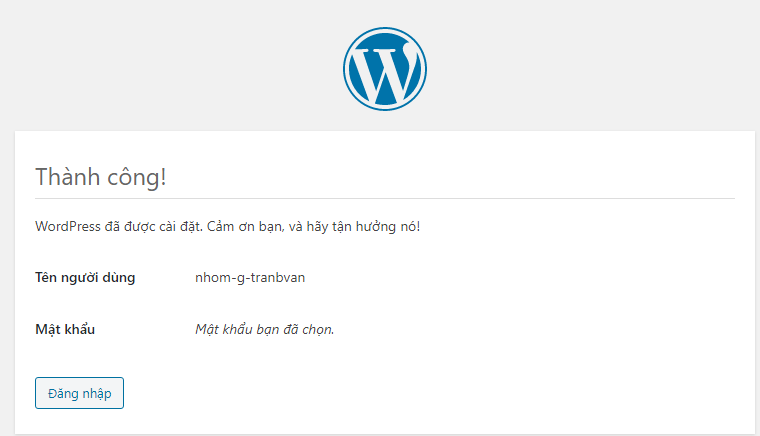 Thành công!
WordPress đã được cài đặt. Cảm ơn bạn, và hãy tận hưởng nó!
Tên người dùng nhom-g-tranbvan
Mật khẩu Mật khẩu bạn đã chọn.
Đăng nhập